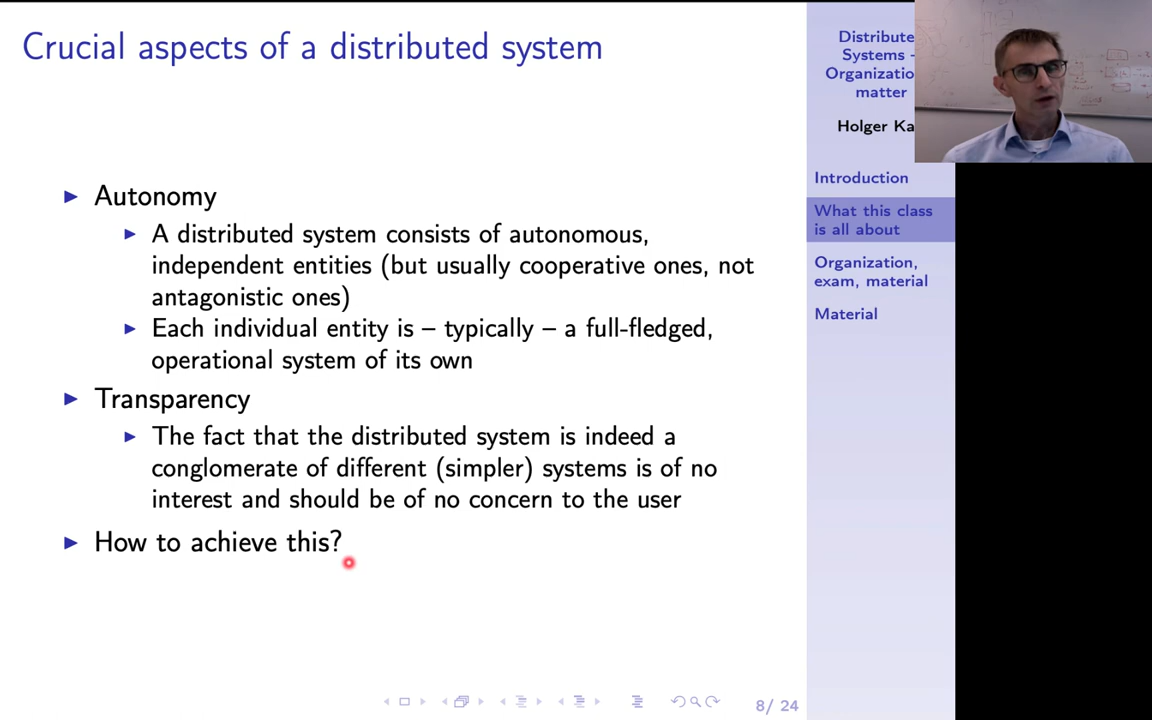 Crucial aspects of a distributed system
Autonomy
A distributed system consists of autonomous,
independent entities (but usually cooperative ones, not
antagonistic ones)
Each individual entity is – typically – a full-fledged,
operational system of its own
Transparency
The fact that the distributed system is indeed a
conglomerate of different (simpler) systems is of no
interest and should be of no concern to the user
How to achieve this?
8/ 24
Distribute
Systems -
Organizatio
matter
Holger Ka
Introduction
What this class
is all about
Organization,
exam, material
Material